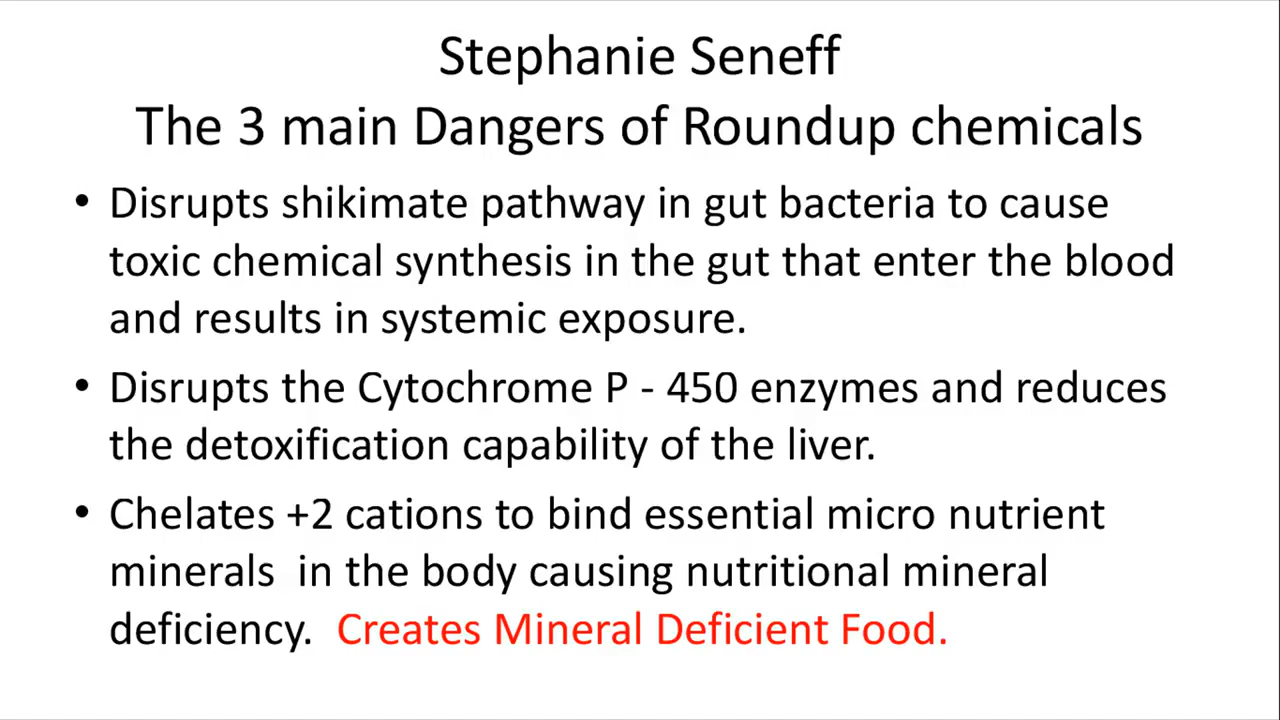 Stephanie Seneff
The 3 main Dangers of Roundup chemicals
• Disrupts shikimate pathway in gut bacteria to cause
toxic chemical synthesis in the gut that enter the blood
and results in systemic exposure.
• Disrupts the Cytochrome P - 450 enzymes and reduces
the detoxification capability of the liver.
• Chelates +2 cations to bind essential micro nutrient
minerals  in the body causing nutritional mineral
deficiency.  Creates Mineral Deficient Food.